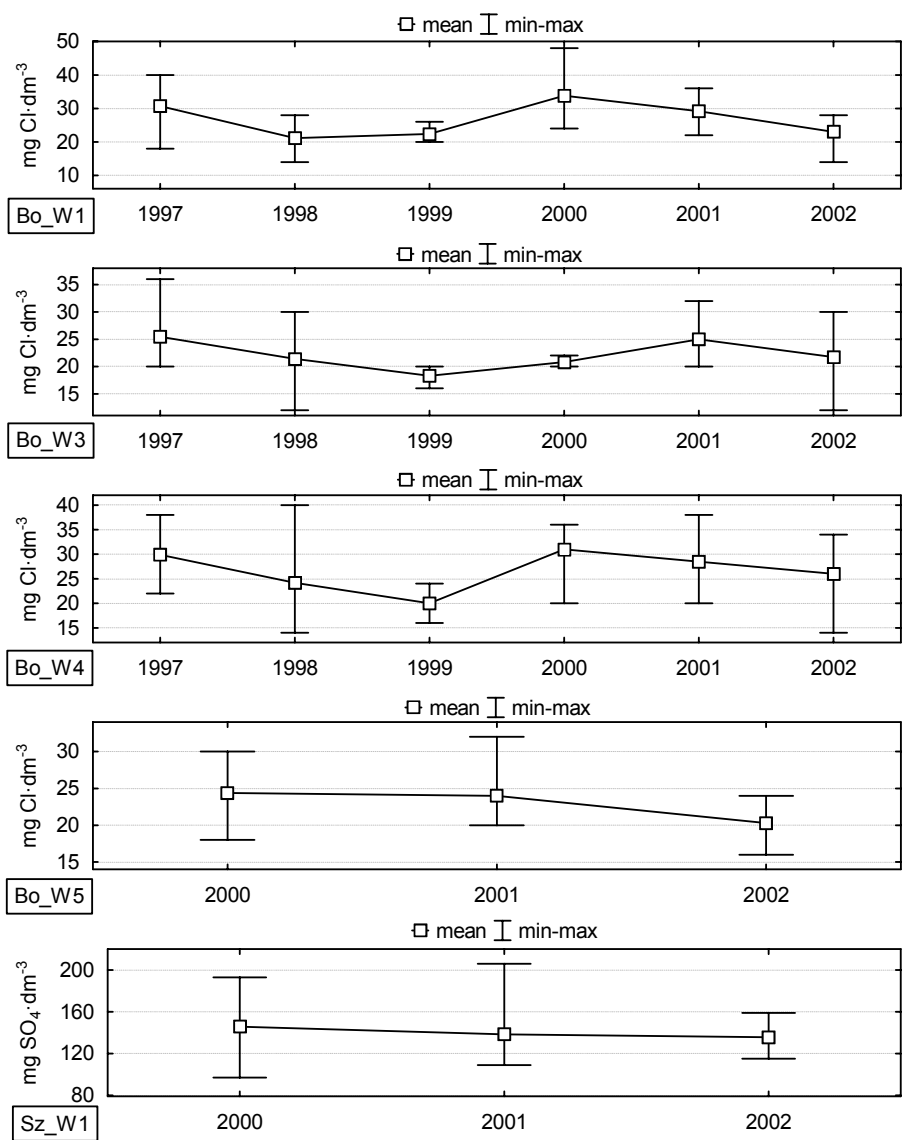 mean min-max
50
40
30
20
10
mg Cl·dm⁻³
Bo_W1
1997 1998 1999 2000 2001 2002
mean min-max
35
30
25
20
15
mg Cl·dm⁻³
Bo_W3
1997 1998 1999 2000 2001 2002
mean min-max
40
35
30
25
20
15
mg Cl·dm⁻³
Bo_W4
1997 1998 1999 2000 2001 2002
mean min-max
30
25
20
15
mg Cl·dm⁻³
Bo_W5
2000 2001 2002
mean min-max
200
160
120
80
mg SO₄·dm⁻³
Sz_W1
2000 2001 2002